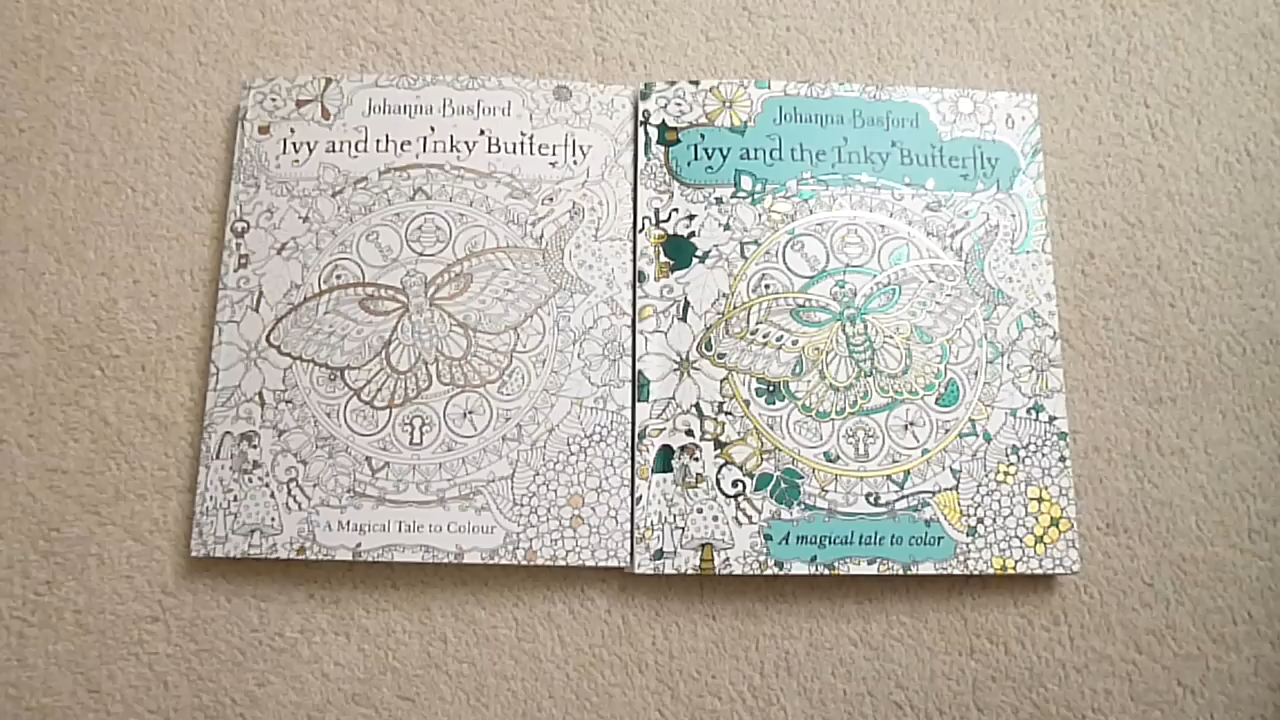 Johanna Basford
Ivy and the Inky Butterfly
A Magical Tale to Colour
Johanna Basford
Ivy and the Inky Butterfly
A magical tale to color